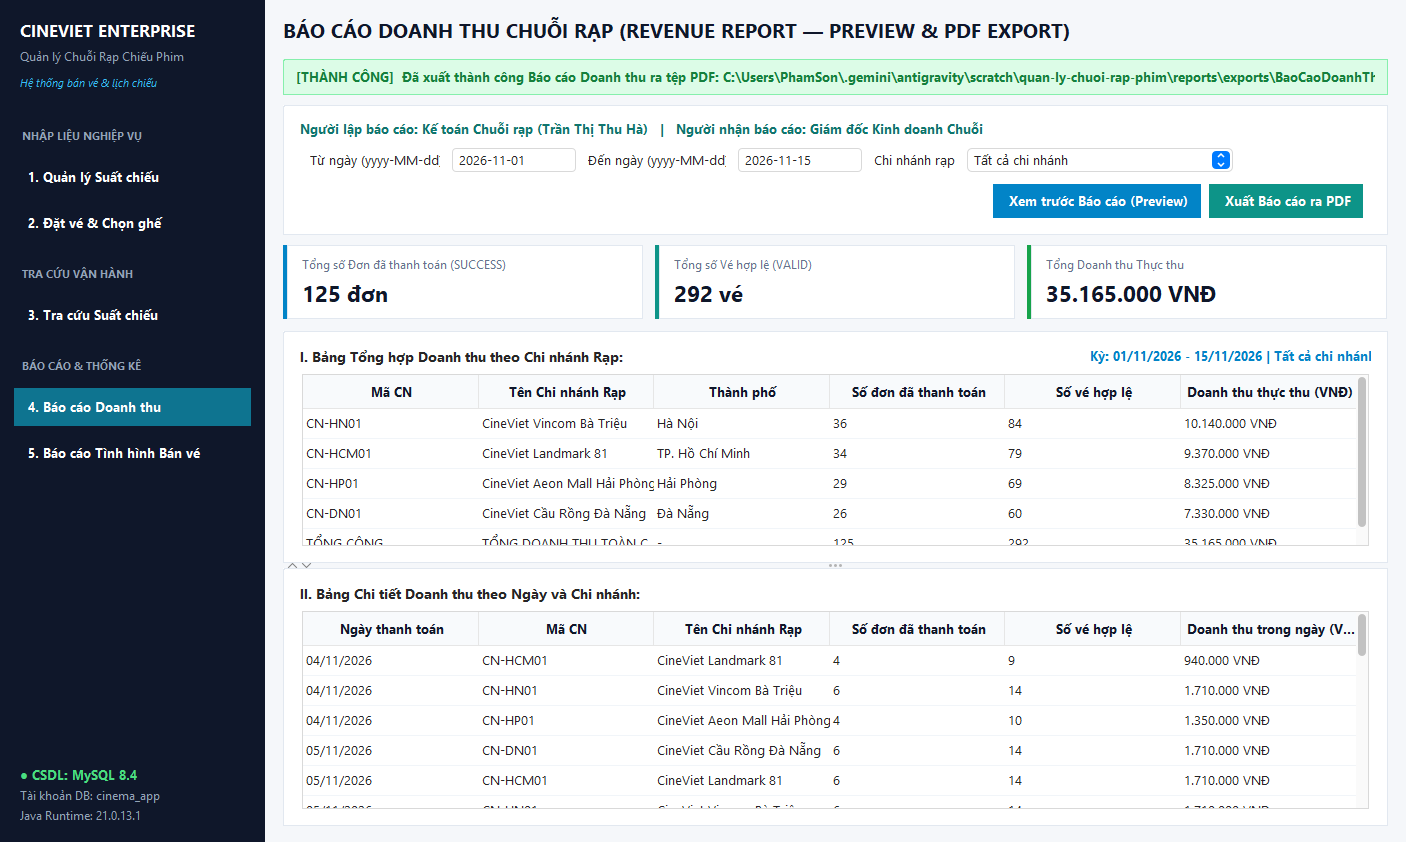 CINEVIET ENTERPRISE
Quản lý Chuỗi Rạp Chiếu Phim
Hệ thống bán vé & lịch chiếu
NHẬP LIỆU NGHIỆP VỤ
1. Quản lý Suất chiếu
2. Đặt vé & Chọn ghế
TRA CỨU VẬN HÀNH
3. Tra cứu Suất chiếu
BÁO CÁO & THỐNG KÊ
4. Báo cáo Doanh thu
5. Báo cáo Tình hình Bán vé
● CSDL: MySQL 8.4
Tài khoản DB: cinema_app
Java Runtime: 21.0.13.1
BÁO CÁO DOANH THU CHUỖI RẠP (REVENUE REPORT — PREVIEW & PDF EXPORT)
[THÀNH CÔNG] Đã xuất thành công Báo cáo Doanh thu ra tệp PDF: C:\Users\PhamSon\.gemini\antigravity\scratch\quan-ly-chuoi-rap-phim\reports\exports\BaoCaoDoanhTh
Người lập báo cáo: Kế toán Chuỗi rạp (Trần Thị Thu Hà) | Người nhận báo cáo: Giám đốc Kinh doanh Chuỗi
Từ ngày (yyyy-MM-dd 2026-11-01 Đến ngày (yyyy-MM-dd 2026-11-15 Chi nhánh rạp Tất cả chi nhánh
Xem trước Báo cáo (Preview) Xuất Báo cáo ra PDF
Tổng số Đơn đã thanh toán (SUCCESS) Tổng số Vé hợp lệ (VALID) Tổng Doanh thu Thực thu
125 đơn 292 vé 35.165.000 VNĐ
I. Bảng Tổng hợp Doanh thu theo Chi nhánh Rạp: Kỳ: 01/11/2026 - 15/11/2026 | Tất cả chi nhánl
Mã CN Tên Chi nhánh Rạp Thành phố Số đơn đã thanh toán Số vé hợp lệ Doanh thu thực thu (VNĐ)
CN-HN01 CineViet Vincom Bà Triệu Hà Nội 36 84 10.140.000 VNĐ
CN-HCM01 CineViet Landmark 81 TP. Hồ Chí Minh 34 79 9.370.000 VNĐ
CN-HP01 CineViet Aeon Mall Hải Phòng Hải Phòng 29 69 8.325.000 VNĐ
CN-DN01 CineViet Cầu Rồng Đà Nẵng Đà Nẵng 26 60 7.330.000 VNĐ
TỔNG CỘNG TỔNG DOANH THU TOÀN C - 125 292 35.165.000 VNĐ
II. Bảng Chi tiết Doanh thu theo Ngày và Chi nhánh:
Ngày thanh toán Mã CN Tên Chi nhánh Rạp Số đơn đã thanh toán Số vé hợp lệ Doanh thu trong ngày (V...
04/11/2026 CN-HCM01 CineViet Landmark 81 4 9 940.000 VNĐ
04/11/2026 CN-HN01 CineViet Vincom Bà Triệu 6 14 1.710.000 VNĐ
04/11/2026 CN-HP01 CineViet Aeon Mall Hải Phòng 4 10 1.350.000 VNĐ
05/11/2026 CN-DN01 CineViet Cầu Rồng Đà Nẵng 6 14 1.710.000 VNĐ
05/11/2026 CN-HCM01 CineViet Landmark 81 6 14 1.710.000 VNĐ